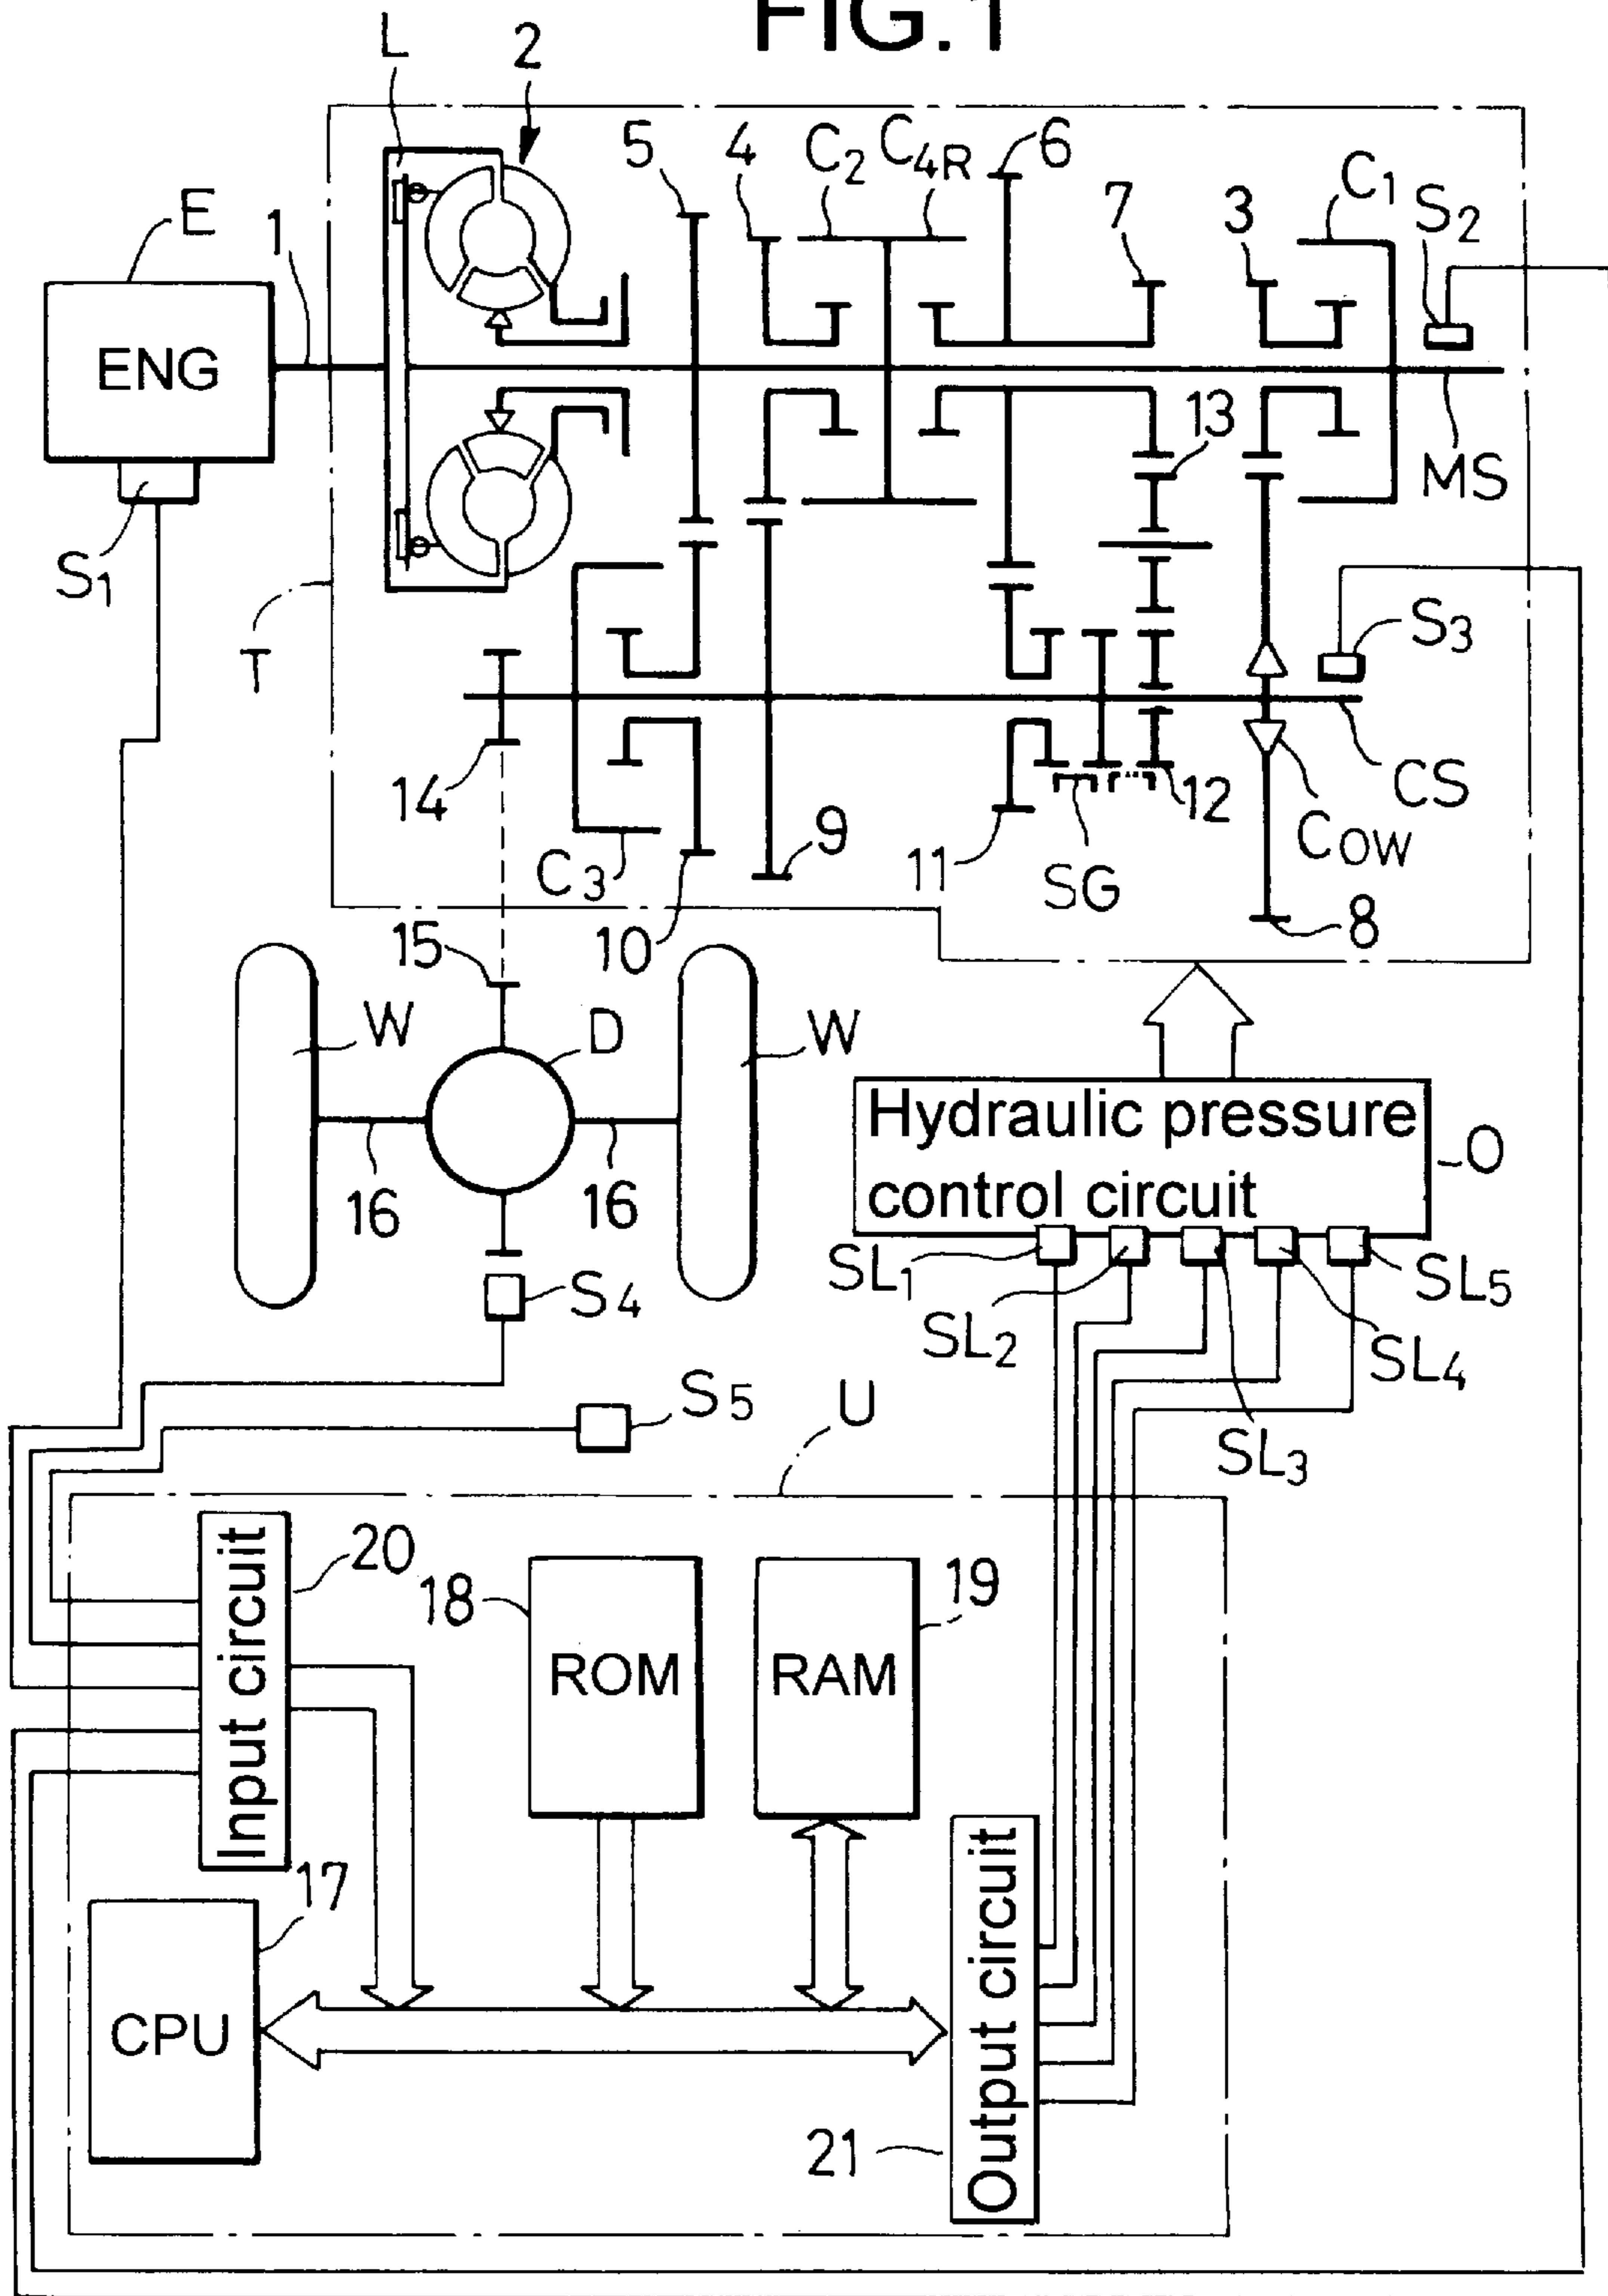 FIG. 1
L
2
5
4
C2
C4R
6
7
3
C1
S2
E
1
ENG
13
MS
S1
T
S3
14
12
CS
C3
9
11
SG
COW
10
8
15
W
D
W
Hydraulic pressure
control circuit
O
16
16
SL1
SL5
S4
SL2
SL4
S5
U
SL3
Input circuit
20
18
19
ROM
RAM
17
CPU
Output circuit
21